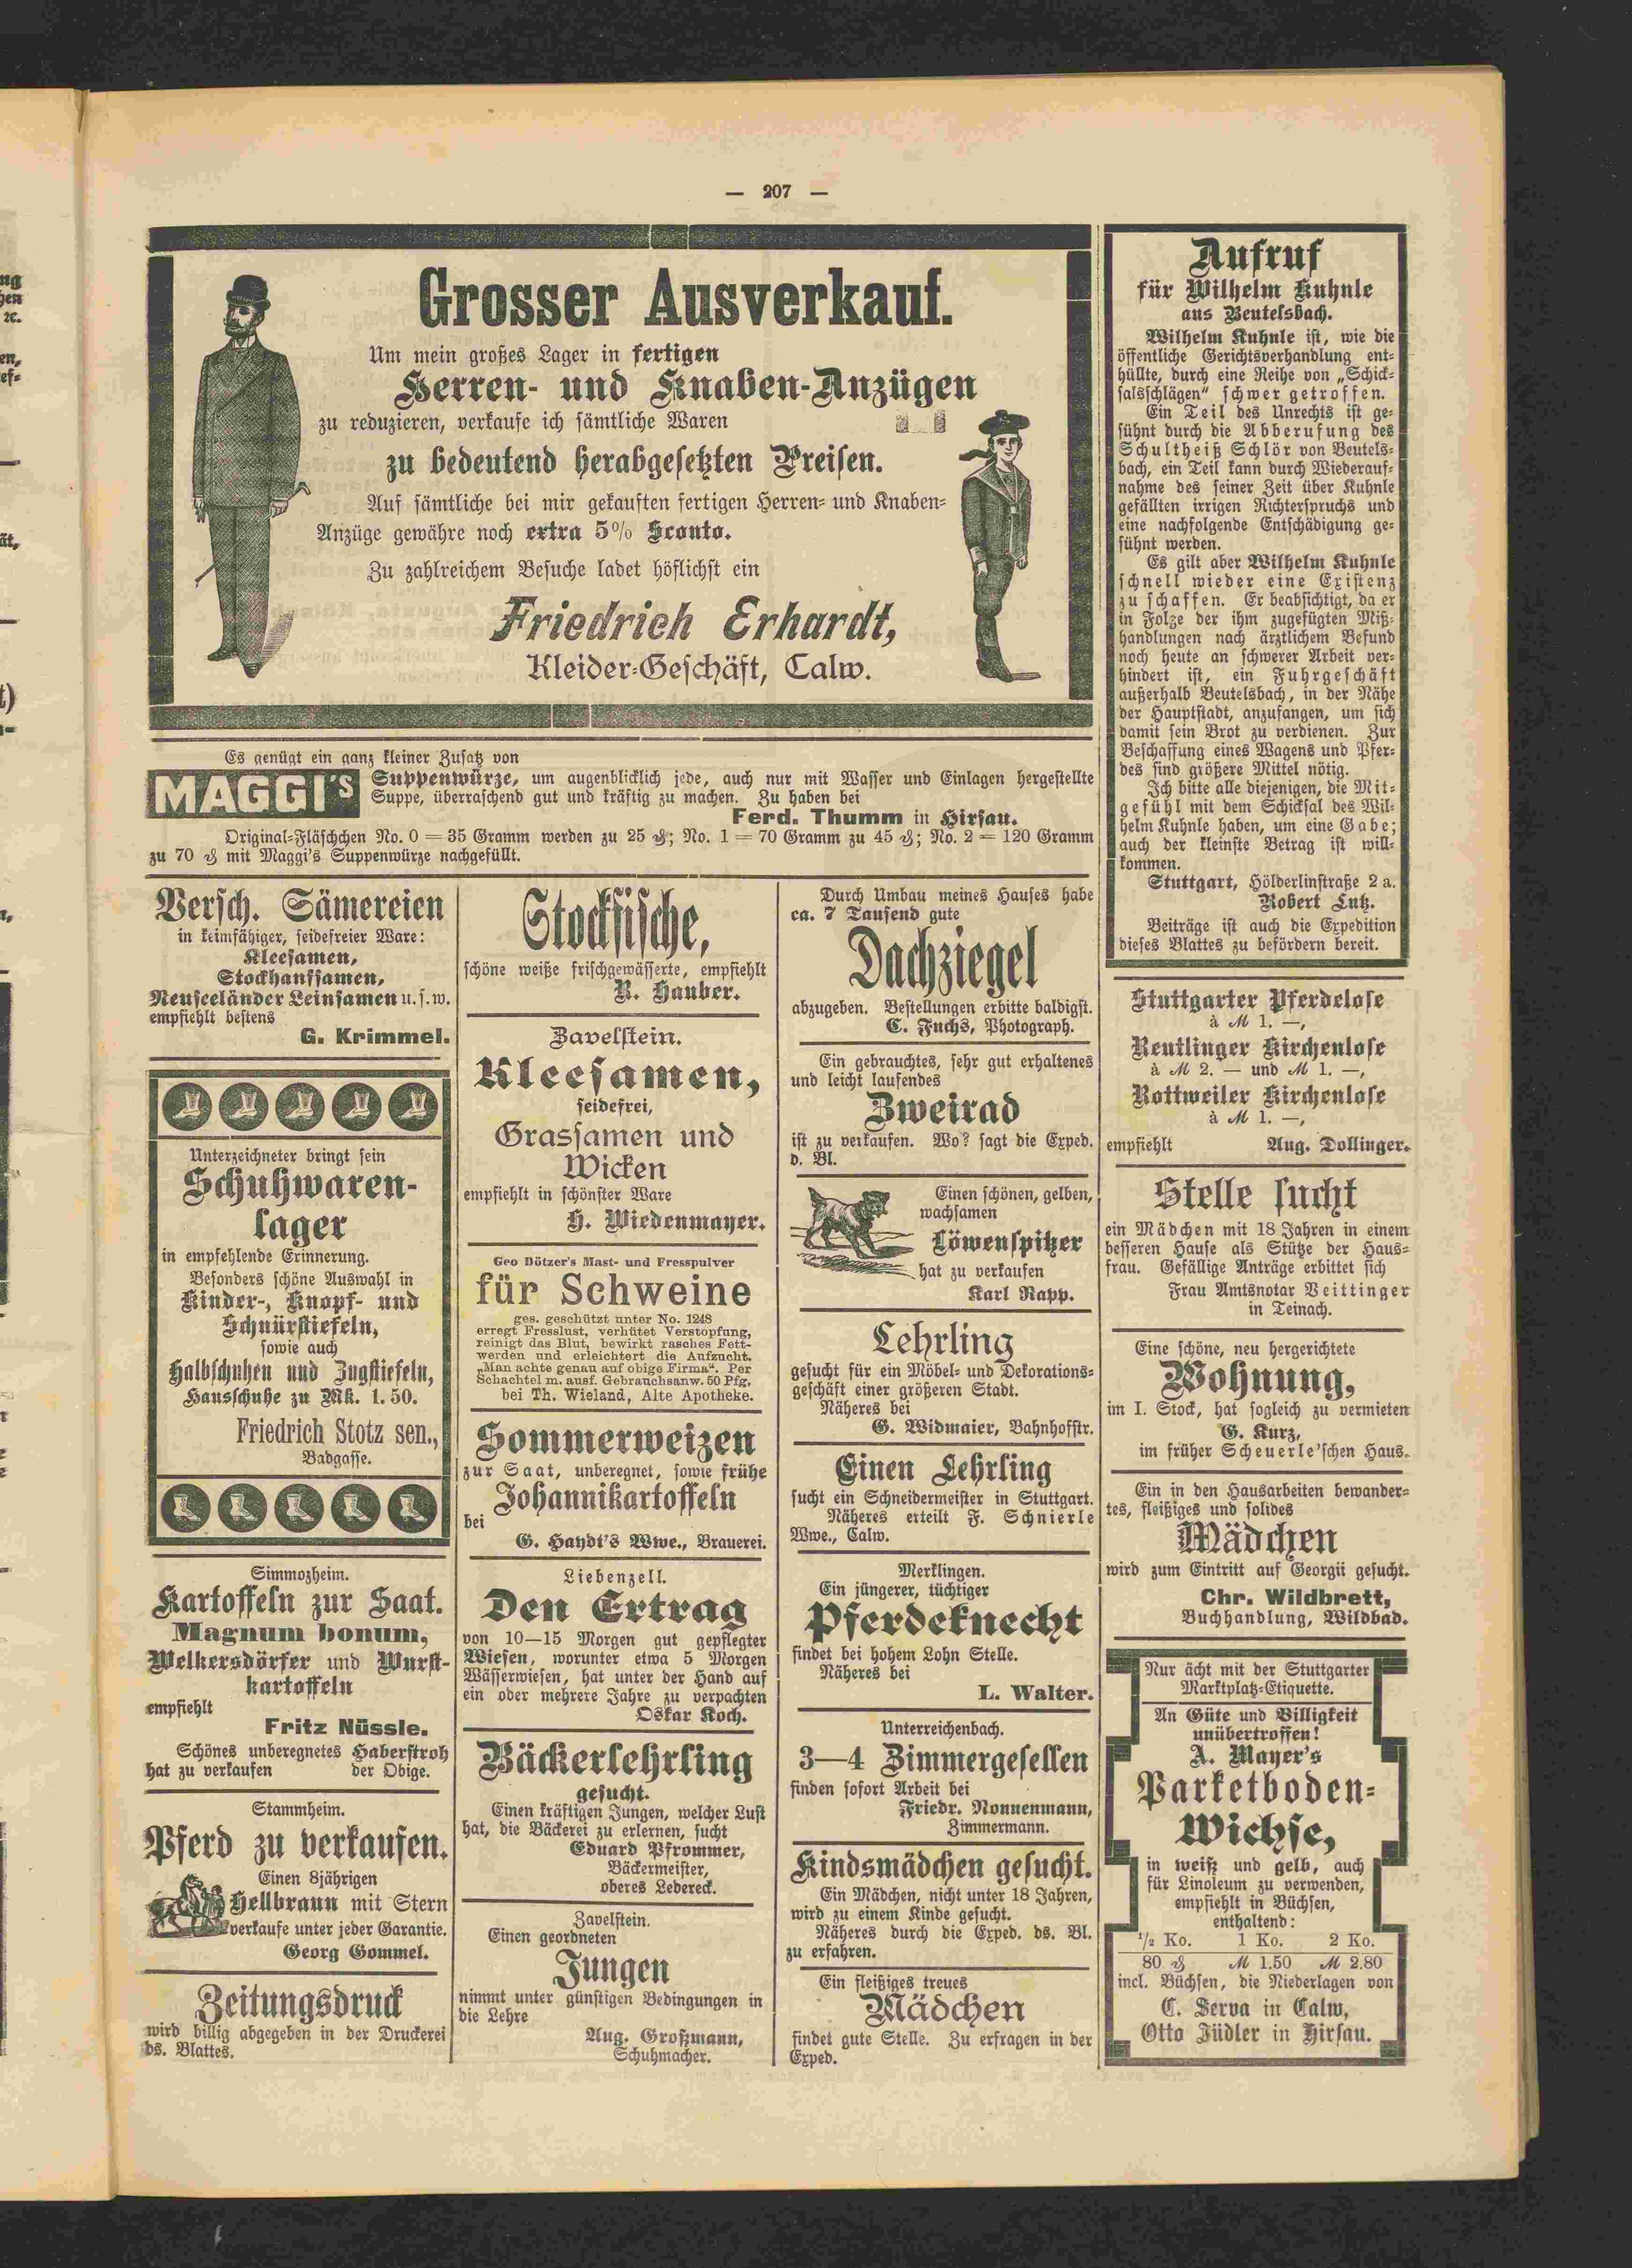 — 207 —
Grosser Ausverkauf.
Um mein großes Lager in fertigen
Herren- und Knaben-Anzügen
zu reduzieren, verkaufe ich sämtliche Waren
zu bedeutend herabgesetzten Preisen.
Auf sämtliche bei mir gekauften fertigen Herren- und Knaben-
Anzüge gewähre noch extra 5% Sconto.
Zu zahlreichem Besuche ladet höflichst ein
Friedrich Erhardt,
Kleider-Geschäft, Calw.
Es genügt ein ganz kleiner Zusatz von
MAGGI's Suppenwürze, um augenblicklich jede, auch nur mit Wasser und Einlagen hergestellte
Suppe, überraschend gut und kräftig zu machen. Zu haben bei
Ferd. Thumm in Hirsau.
Original-Fläschchen No. 0 = 35 Gramm werden zu 25 ₰; No. 1 = 70 Gramm zu 45 ₰; No. 2 = 120 Gramm
zu 70 ₰ mit Maggi's Suppenwürze nachgefüllt.
Versch. Sämereien
in keimfähiger, seidefreier Ware:
Kleesamen,
Stockhanfsamen,
Neuseeländer Leinsamen u. s. w.
empfiehlt bestens
G. Krimmel.
Unterzeichneter bringt sein
Schuhwaren-
lager
in empfehlende Erinnerung.
Besonders schöne Auswahl in
Kinder-, Knopf- und
Schnürstiefeln,
sowie auch
Halbschuhen und Zugstiefeln,
Hausschuhe zu Mk. 1. 50.
Friedrich Stotz sen.,
Badgasse.
Simmozheim.
Kartoffeln zur Saat.
Magnum bonum,
Welkersdörfer und Wurst-
kartoffeln
empfiehlt
Fritz Nüssle.
Schönes unberegnetes Haberstroh
hat zu verkaufen der Obige.
Stammheim.
Pferd zu verkaufen.
Einen 8jährigen
Hellbraun mit Stern
verkaufe unter jeder Garantie.
Georg Gommel.
Zeitungsdruck
wird billig abgegeben in der Druckerei
ds. Blattes.
Stockfische,
schöne weiße frischgewässerte, empfiehlt
R. Hauber.
Zavelstein.
Kleesamen,
seidefrei,
Grassamen und
Wicken
empfiehlt in schönster Ware
H. Wiedenmayer.
Geo Dötzer's Mast- und Fresspulver
für Schweine
ges. geschützt unter No. 1248
erregt Fresslust, verhütet Verstopfung,
reinigt das Blut, bewirkt rasches Fett-
werden und erleichtert die Aufzucht.
„Man achte genau auf obige Firma“. Per
Schachtel m. ausf. Gebrauchsanw. 50 Pfg.
bei Th. Wieland, Alte Apotheke.
Sommerweizen
zur Saat, unberegnet, sowie frühe
Johannikartoffeln
bei
G. Haydt's Wwe., Brauerei.
Liebenzell.
Den Ertrag
von 10—15 Morgen gut gepflegter
Wiesen, worunter etwa 5 Morgen
Wässerwiesen, hat unter der Hand auf
ein oder mehrere Jahre zu verpachten
Oskar Koch.
Bäckerlehrling
gesucht.
Einen kräftigen Jungen, welcher Lust
hat, die Bäckerei zu erlernen, sucht
Eduard Pfrommer,
Bäckermeister,
oberes Ledereck.
Zavelstein.
Einen geordneten
Jungen
nimmt unter günstigen Bedingungen in
die Lehre
Aug. Großmann,
Schuhmacher.
Durch Umbau meines Hauses habe
ca. 7 Tausend gute
Dachziegel
abzugeben. Bestellungen erbitte baldigst.
C. Fuchs, Photograph.
Ein gebrauchtes, sehr gut erhaltenes
und leicht laufendes
Zweirad
ist zu verkaufen. Wo? sagt die Exped.
d. Bl.
Einen schönen, gelben,
wachsamen
Löwenspitzer
hat zu verkaufen
Karl Rapp.
Lehrling
gesucht für ein Möbel- und Dekorations-
geschäft einer größeren Stadt.
Näheres bei
G. Widmaier, Bahnhofstr.
Einen Lehrling
sucht ein Schneidermeister in Stuttgart.
Näheres erteilt F. Schnierle
Wwe., Calw.
Merklingen.
Ein jüngerer, tüchtiger
Pferdeknecht
findet bei hohem Lohn Stelle.
Näheres bei
L. Walter.
Unterreichenbach.
3—4 Zimmergesellen
finden sofort Arbeit bei
Friedr. Nonnenmann,
Zimmermann.
Kindsmädchen gesucht.
Ein Mädchen, nicht unter 18 Jahren,
wird zu einem Kinde gesucht.
Näheres durch die Exped. ds. Bl.
zu erfahren.
Ein fleißiges treues
Mädchen
findet gute Stelle. Zu erfragen in der
Exped.
Aufruf
für Wilhelm Kuhnle
aus Beutelsbach.
Wilhelm Kuhnle ist, wie die
öffentliche Gerichtsverhandlung ent-
hüllte, durch eine Reihe von „Schick-
salsschlägen“ schwer getroffen.
Ein Teil des Unrechts ist ge-
sühnt durch die Abberufung des
Schultheiß Schlör von Beutels-
bach, ein Teil kann durch Wiederauf-
nahme des seiner Zeit über Kuhnle
gefällten irrigen Richterspruchs und
eine nachfolgende Entschädigung ge-
sühnt werden.
Es gilt aber Wilhelm Kuhnle
schnell wieder eine Existenz
zu schaffen. Er beabsichtigt, da er
in Folge der ihm zugefügten Miß-
handlungen nach ärztlichem Befund
noch heute an schwerer Arbeit ver-
hindert ist, ein Fuhrgeschäft
außerhalb Beutelsbach, in der Nähe
der Hauptstadt, anzufangen, um sich
damit sein Brot zu verdienen. Zur
Beschaffung eines Wagens und Pfer-
des sind größere Mittel nötig.
Ich bitte alle diejenigen, die Mit-
gefühl mit dem Schicksal des Wil-
helm Kuhnle haben, um eine Gabe;
auch der kleinste Betrag ist will-
kommen.
Stuttgart, Hölderlinstraße 2 a.
Robert Lutz.
Beiträge ist auch die Expedition
dieses Blattes zu befördern bereit.
Stuttgarter Pferdelose
à M 1. —,
Reutlinger Kirchenlose
à M 2. — und M 1. —,
Rottweiler Kirchenlose
à M 1. —,
empfiehlt Aug. Dollinger.
Stelle sucht
ein Mädchen mit 18 Jahren in einem
besseren Hause als Stütze der Haus-
frau. Gefällige Anträge erbittet sich
Frau Amtsnotar Veittinger
in Teinach.
Eine schöne, neu hergerichtete
Wohnung,
im I. Stock, hat sogleich zu vermieten
G. Kurz,
im früher Scheuerle'schen Haus.
Ein in den Hausarbeiten bewander-
tes, fleißiges und solides
Mädchen
wird zum Eintritt auf Georgii gesucht.
Chr. Wildbrett,
Buchhandlung, Wildbad.
Nur ächt mit der Stuttgarter
Marktplatz-Etiquette.
An Güte und Billigkeit
unübertroffen!
A. Mayer's
Parketboden-
Wichse,
in weiß und gelb, auch
für Linoleum zu verwenden,
empfiehlt in Büchsen,
enthaltend:
1/2 Ko. 1 Ko. 2 Ko.
80 ₰ M 1.50 M 2.80
incl. Büchsen, die Niederlagen von
C. Serva in Calw,
Otto Jüdler in Hirsau.